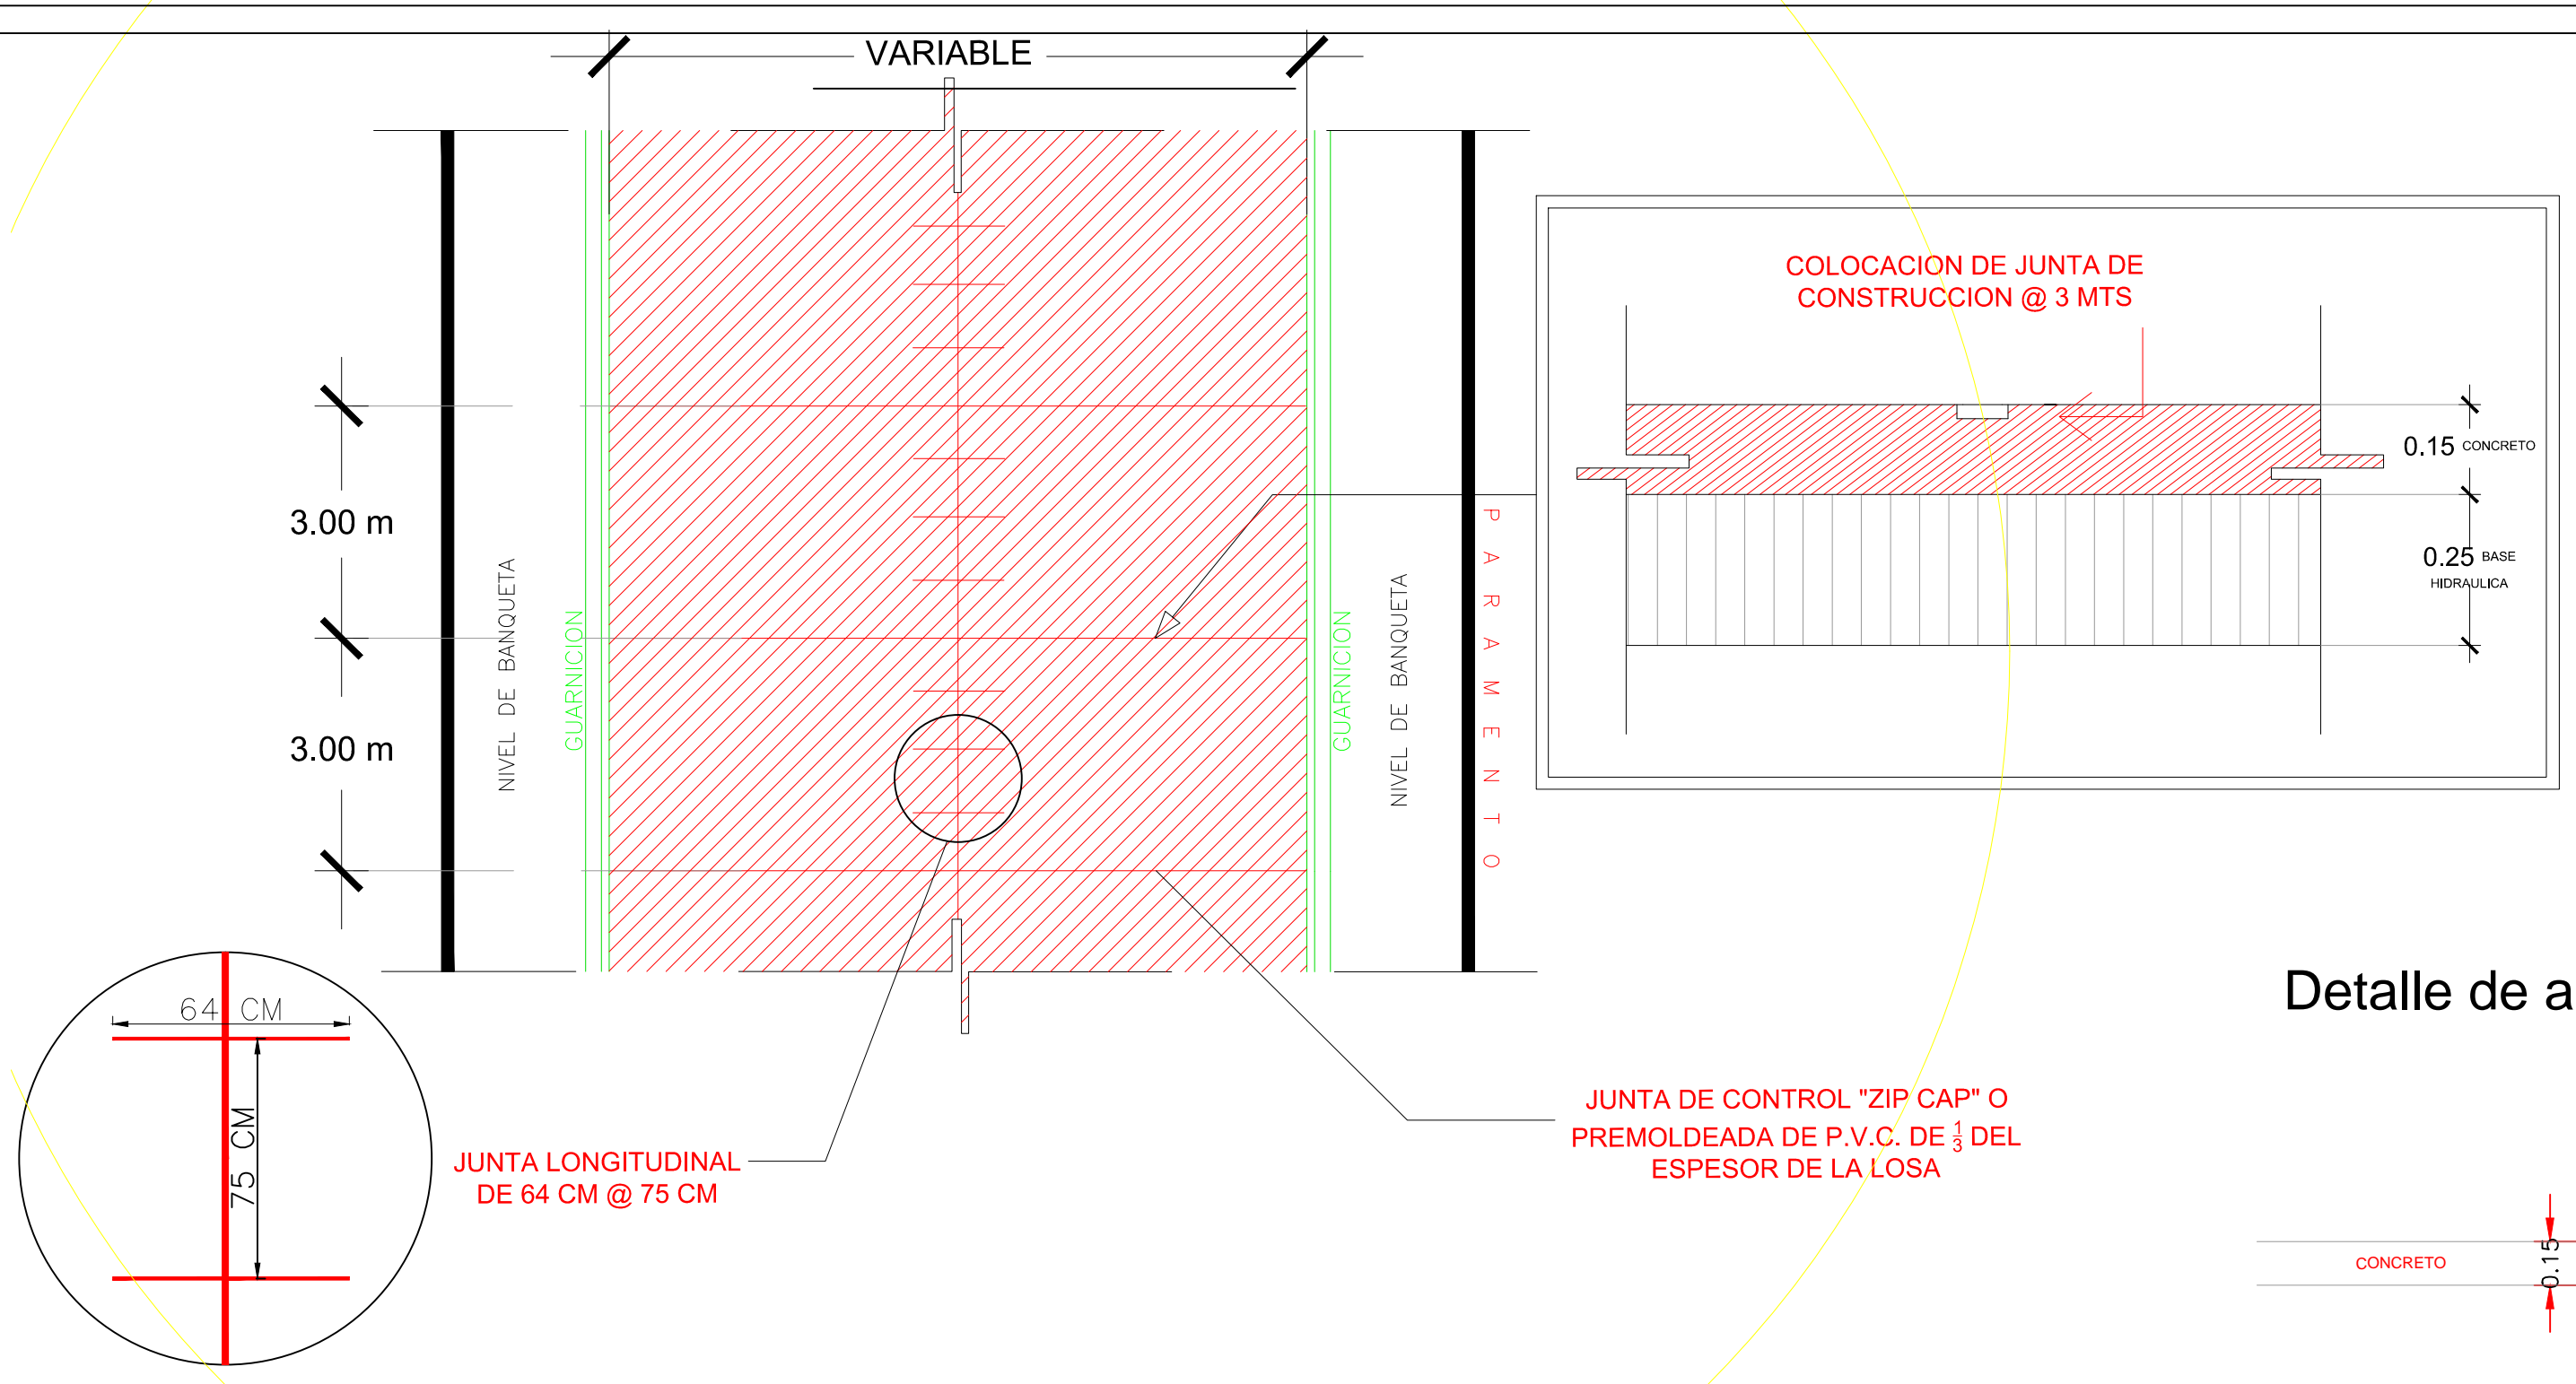 VARIABLE
COLOCACION DE JUNTA DE
CONSTRUCCION @ 3 MTS
0.15 CONCRETO
0.25 BASE
HIDRAULICA
3.00 m
3.00 m
NIVEL DE BANQUETA
GUARNICION
GUARNICION
NIVEL DE BANQUETA
PARAMENTO
64 CM
75 CM
JUNTA LONGITUDINAL
DE 64 CM @ 75 CM
JUNTA DE CONTROL "ZIP CAP" O
PREMOLDEADA DE P.V.C. DE 1/3 DEL
ESPESOR DE LA LOSA
Detalle de a
CONCRETO
0.15